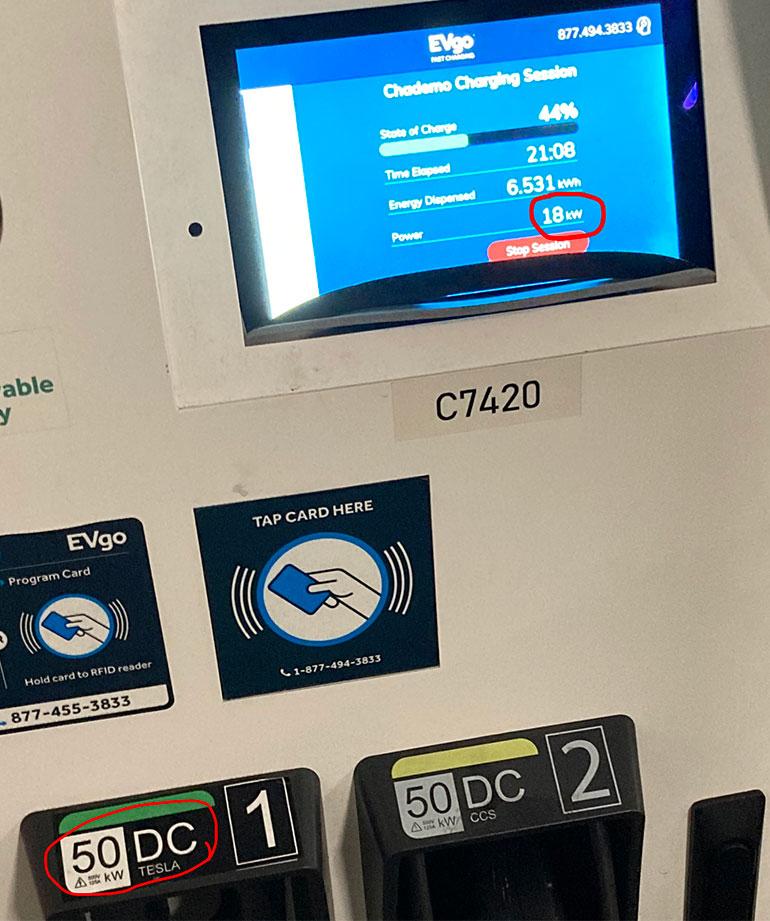 EVgo
FAST CHARGING
877.494.3833
Chademo Charging Session
State of Charge 44%
Time Elapsed 21:08
Energy Dispensed 6.531 kWh
Power 18 kW
Stop Session
C7420
able
y
EVgo
Program Card
Hold card to RFID reader
877-455-3833
TAP CARD HERE
1-877-494-3833
50 kW DC
TESLA
1
50 kW DC
CCS
2